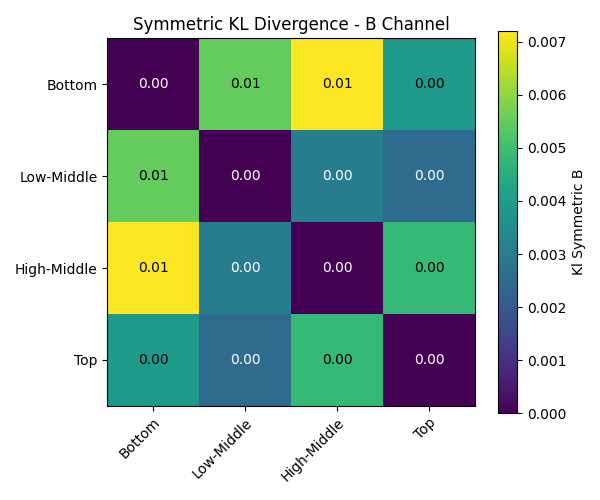 Symmetric KL Divergence - B Channel
Bottom 0.00 0.01 0.01 0.00
Low-Middle 0.01 0.00 0.00 0.00
High-Middle 0.01 0.00 0.00 0.00
Top 0.00 0.00 0.00 0.00
Bottom Low-Middle High-Middle Top
0.007
0.006
0.005
0.004
0.003
0.002
0.001
0.000
Kl Symmetric B